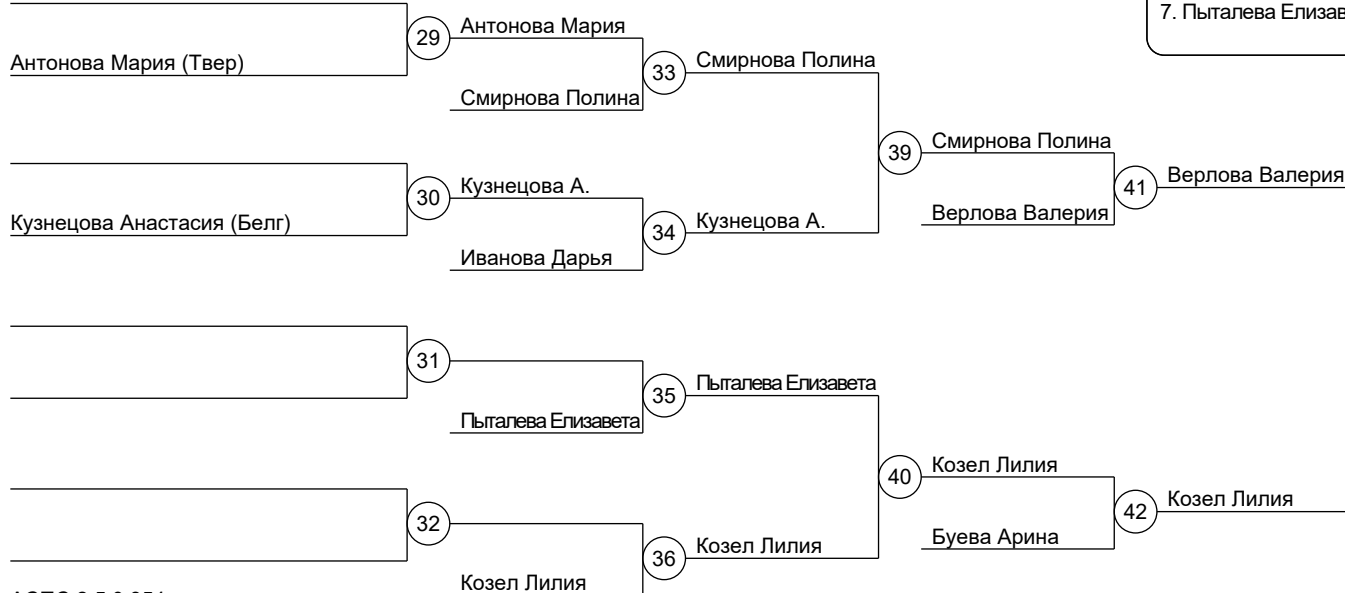 7. Пыталева Елизав
29
Антонова Мария
Антонова Мария (Твер)
33
Смирнова Полина
Смирнова Полина
39
Смирнова Полина
30
Кузнецова А.
41
Верлова Валерия
Кузнецова Анастасия (Белг)
34
Кузнецова А.
Верлова Валерия
Иванова Дарья
31
35
Пыталева Елизавета
Пыталева Елизавета
40
Козел Лилия
32
42
Козел Лилия
36
Козел Лилия
Буева Арина
Козел Лилия